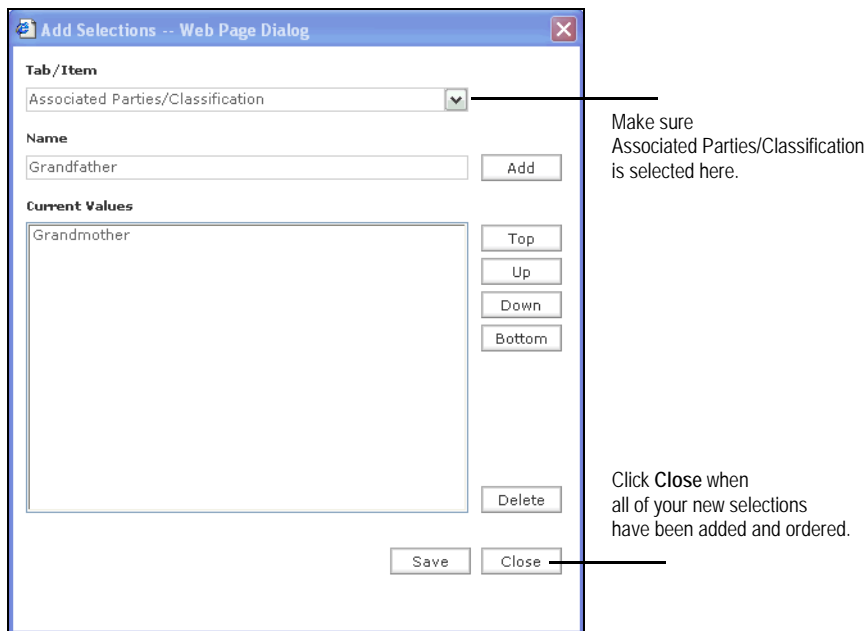 Add Selections -- Web Page Dialog
Tab/Item
Associated Parties/Classification
Name
Grandfather
Add
Current Values
Grandmother
Top
Up
Down
Bottom
Delete
Save
Close
Make sure
Associated Parties/Classification
is selected here.
Click Close when
all of your new selections
have been added and ordered.